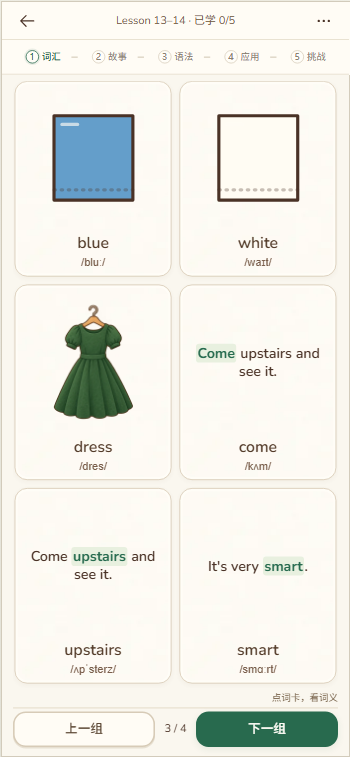 Lesson 13–14 · 已学 0/5
1 词汇 – 2 故事 – 3 语法 – 4 应用 – 5 挑战
blue
/bluː/
white
/waɪt/
dress
/dres/
Come upstairs and
see it.
come
/kʌm/
Come upstairs and
see it.
upstairs
/ʌpˈsterz/
It's very smart.
smart
/smɑːrt/
点词卡，看词义
上一组
3 / 4
下一组